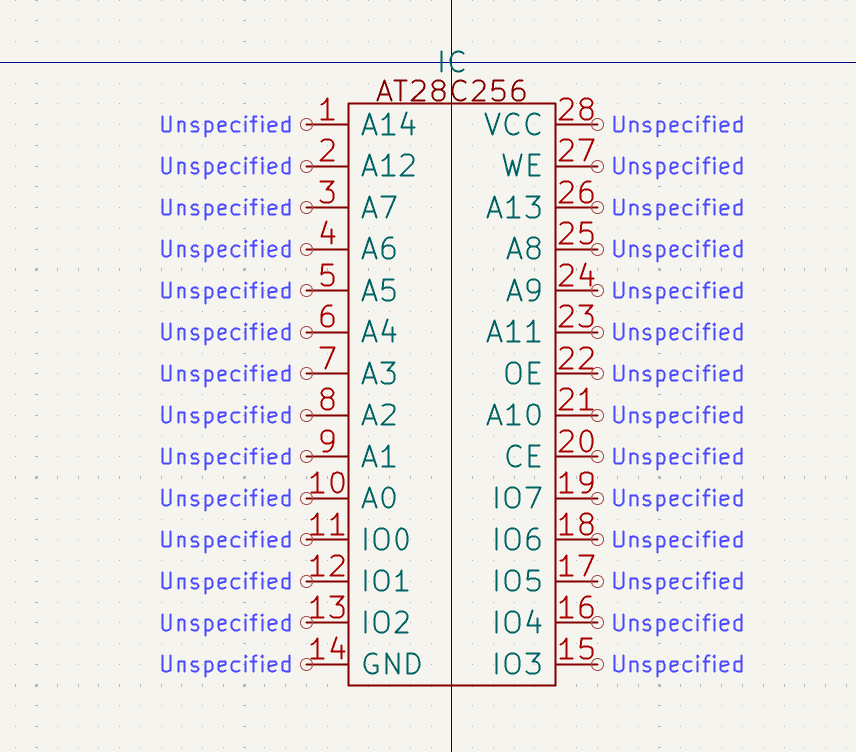 IC
AT28C256
Unspecified 1 A14 VCC 28 Unspecified
Unspecified 2 A12 WE 27 Unspecified
Unspecified 3 A7 A13 26 Unspecified
Unspecified 4 A6 A8 25 Unspecified
Unspecified 5 A5 A9 24 Unspecified
Unspecified 6 A4 A11 23 Unspecified
Unspecified 7 A3 OE 22 Unspecified
Unspecified 8 A2 A10 21 Unspecified
Unspecified 9 A1 CE 20 Unspecified
Unspecified 10 A0 IO7 19 Unspecified
Unspecified 11 IO0 IO6 18 Unspecified
Unspecified 12 IO1 IO5 17 Unspecified
Unspecified 13 IO2 IO4 16 Unspecified
Unspecified 14 GND IO3 15 Unspecified